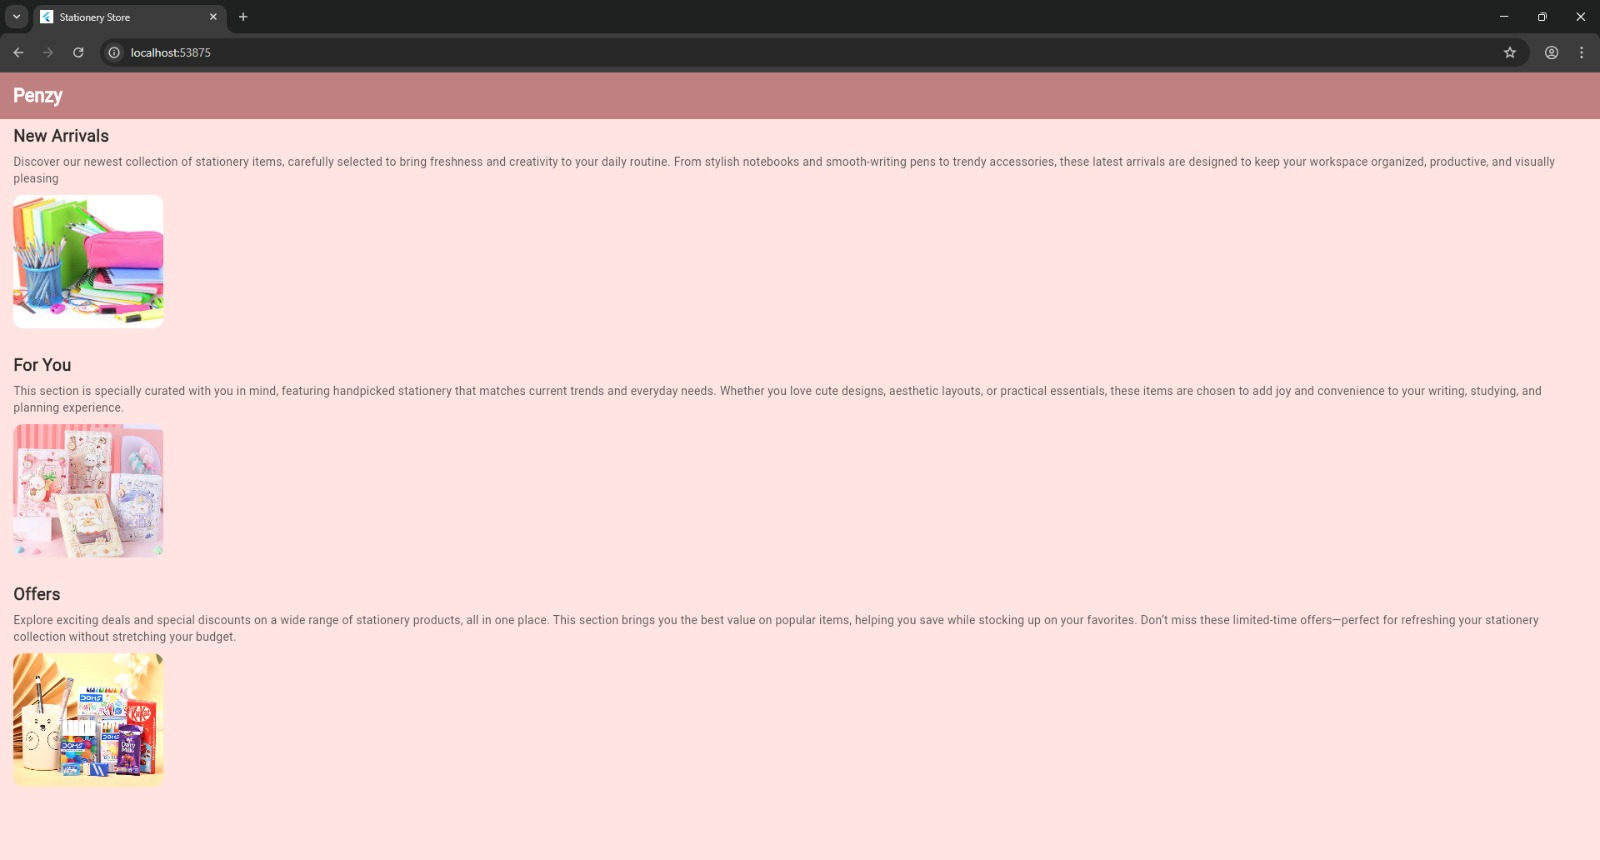 Stationery Store
localhost:53875
Penzy
New Arrivals
Discover our newest collection of stationery items, carefully selected to bring freshness and creativity to your daily routine. From stylish notebooks and smooth-writing pens to trendy accessories, these latest arrivals are designed to keep your workspace organized, productive, and visually
pleasing
For You
This section is specially curated with you in mind, featuring handpicked stationery that matches current trends and everyday needs. Whether you love cute designs, aesthetic layouts, or practical essentials, these items are chosen to add joy and convenience to your writing, studying, and
planning experience.
Offers
Explore exciting deals and special discounts on a wide range of stationery products, all in one place. This section brings you the best value on popular items, helping you save while stocking up on your favorites. Don't miss these limited-time offers—perfect for refreshing your stationery
collection without stretching your budget.
DOMS
KitKat
DOMS
DOMS
Dairy
Milk